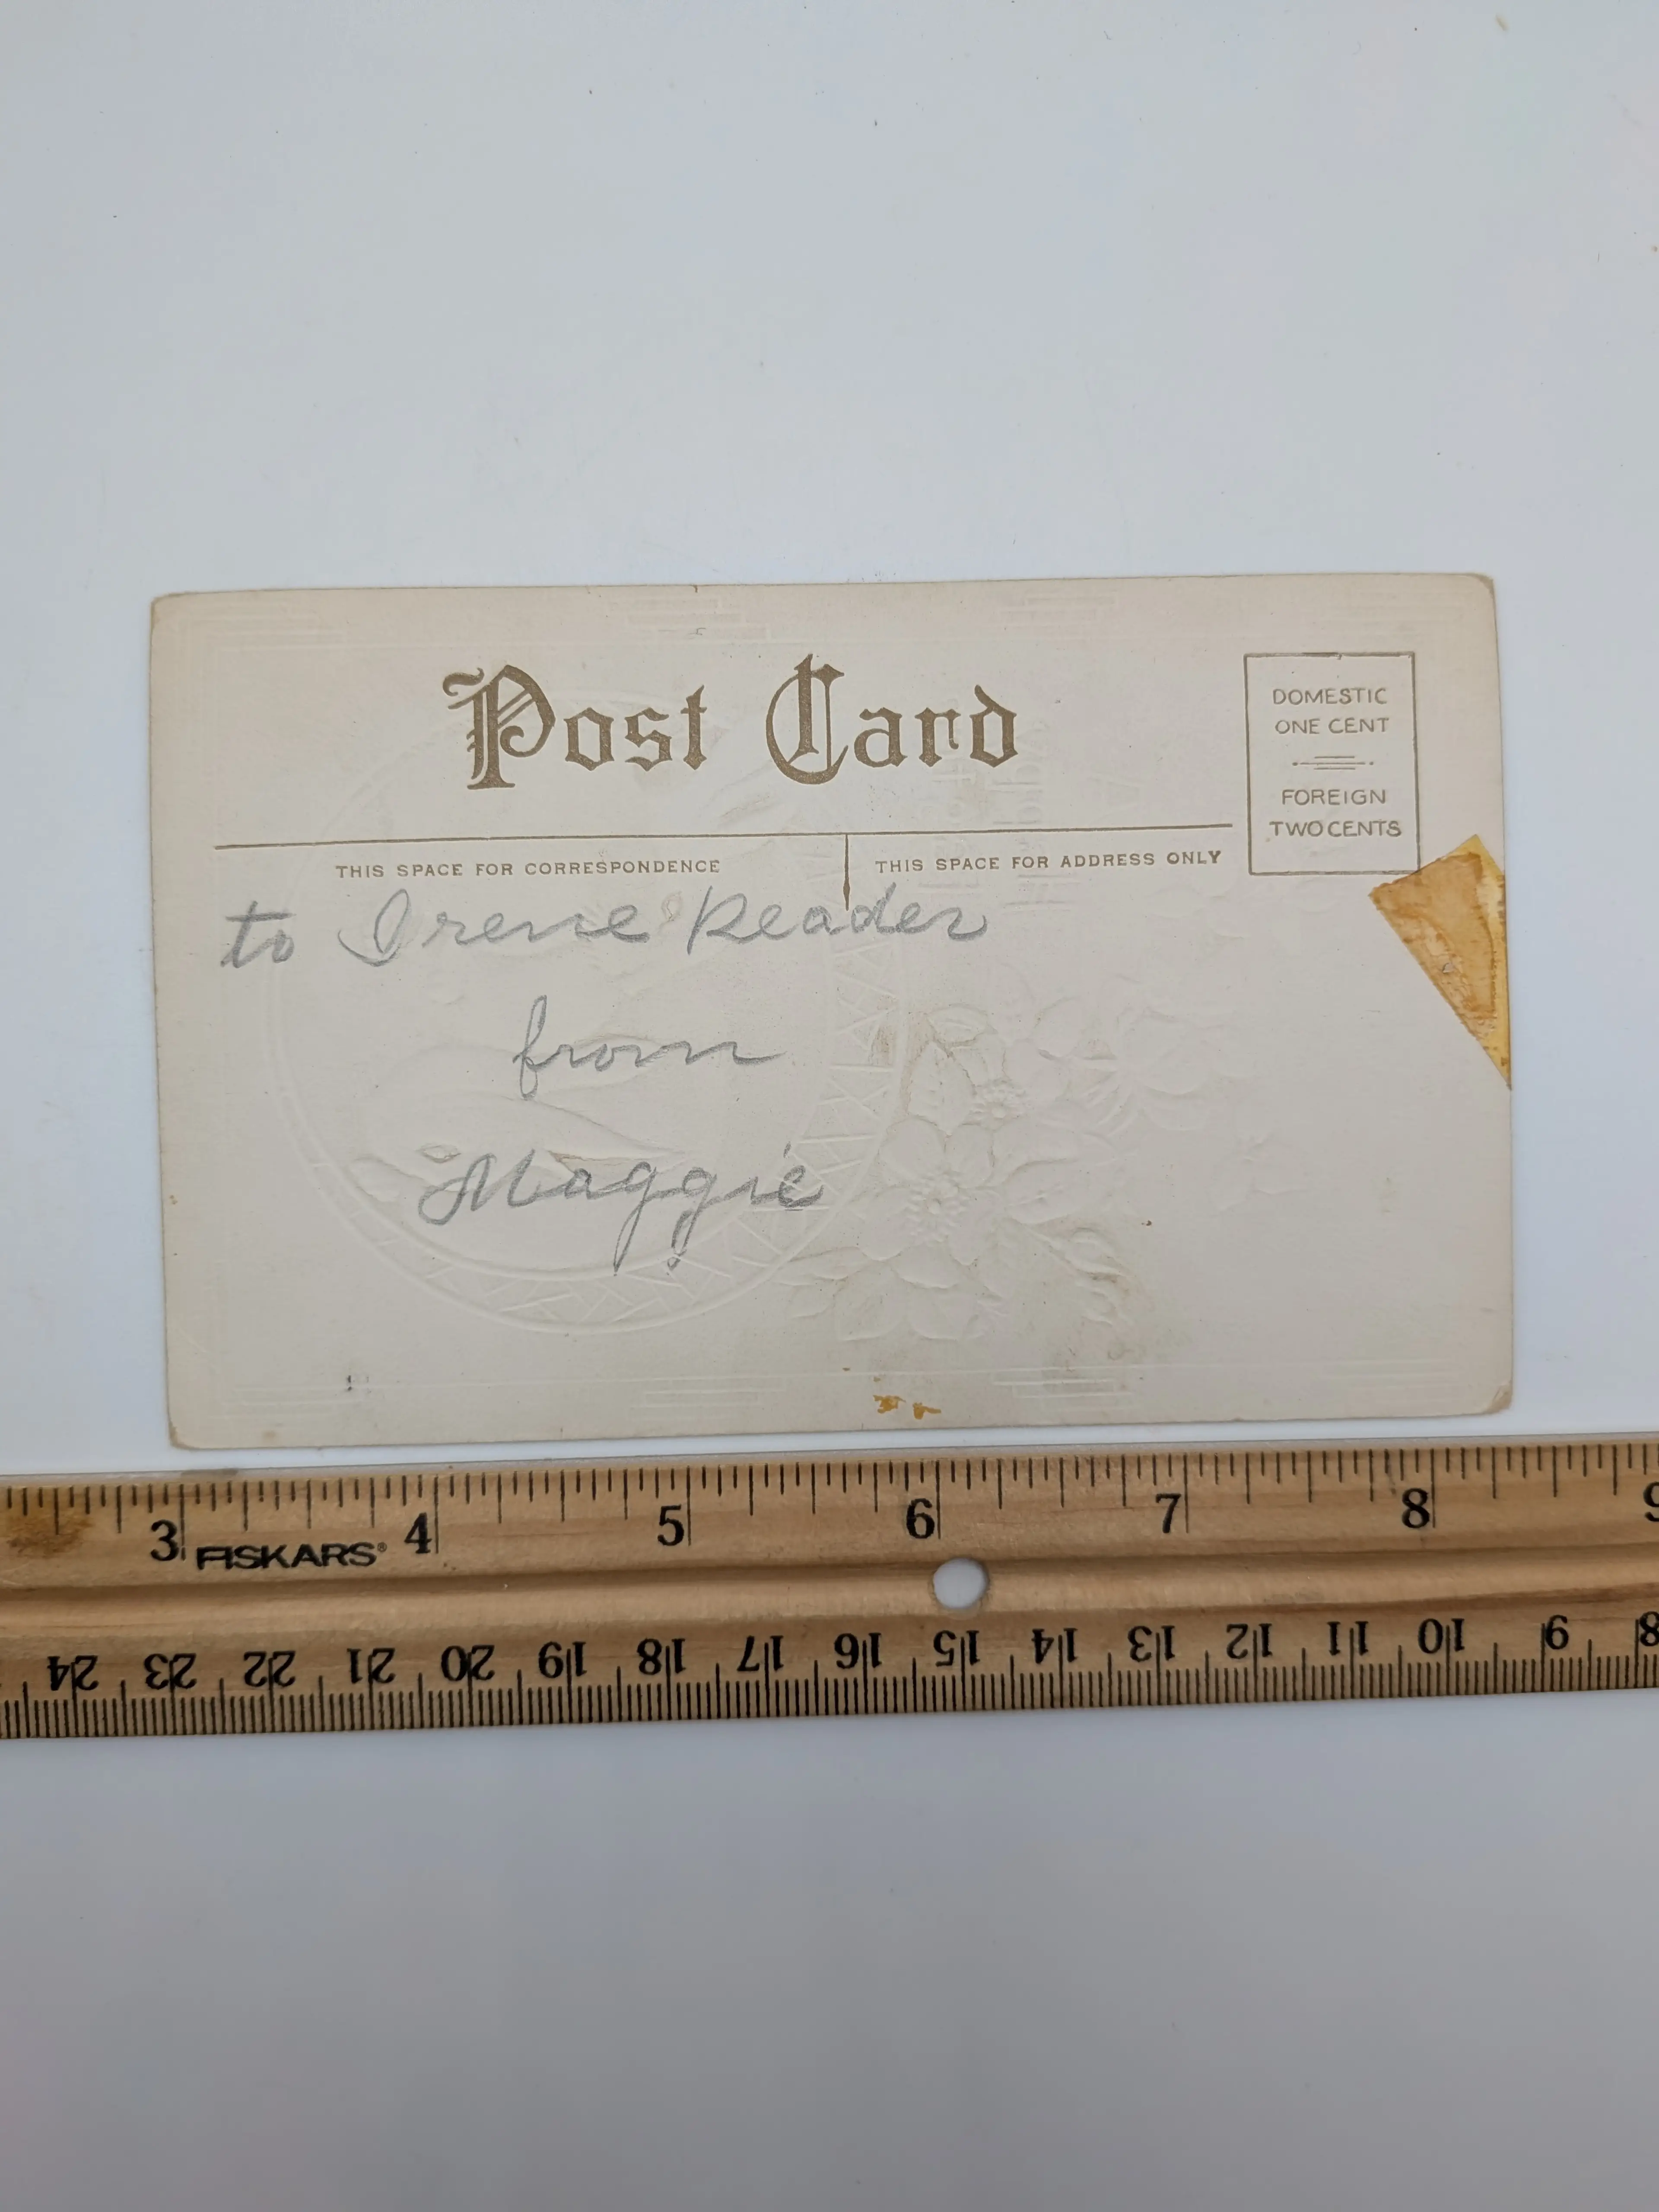 Post Card
DOMESTIC
ONE CENT
FOREIGN
TWO CENTS
THIS SPACE FOR CORRESPONDENCE
THIS SPACE FOR ADDRESS ONLY
to Irene Reader
from
Maggie
3 4 5 6 7 8 9
FISKARS®
24 23 22 21 20 19 18 17 16 15 14 13 12 11 10 9 8